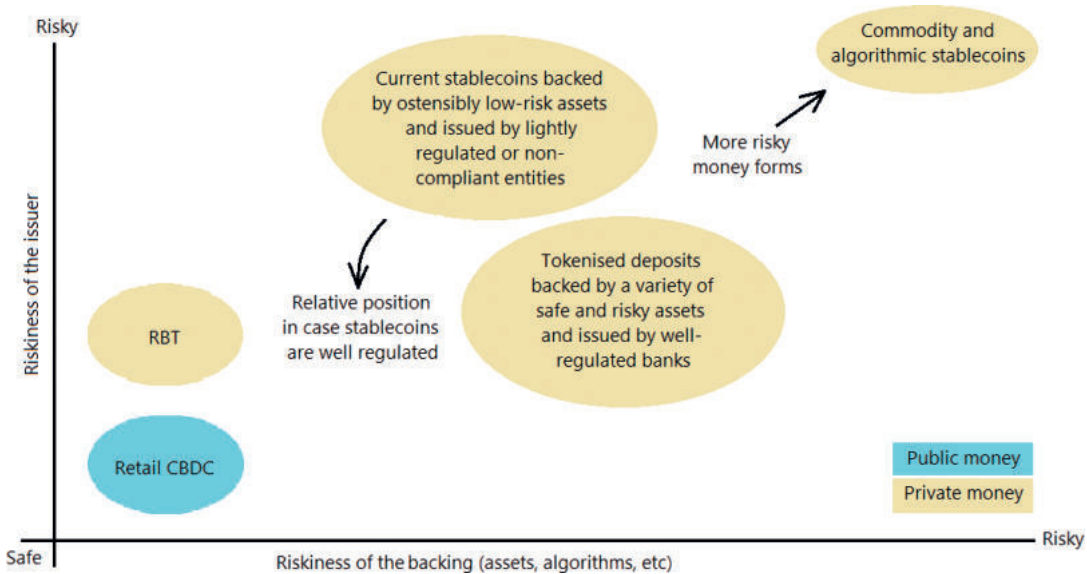 Risky
Commodity and
algorithmic stablecoins
Current stablecoins backed
by ostensibly low-risk assets
and issued by lightly
regulated or non-
compliant entities
More risky
money forms
Riskiness of the issuer
Tokenised deposits
backed by a variety of
safe and risky assets
and issued by well-
regulated banks
Relative position
in case stablecoins
are well regulated
RBT
Retail CBDC
Public money
Private money
Safe
Riskiness of the backing (assets, algorithms, etc)
Risky